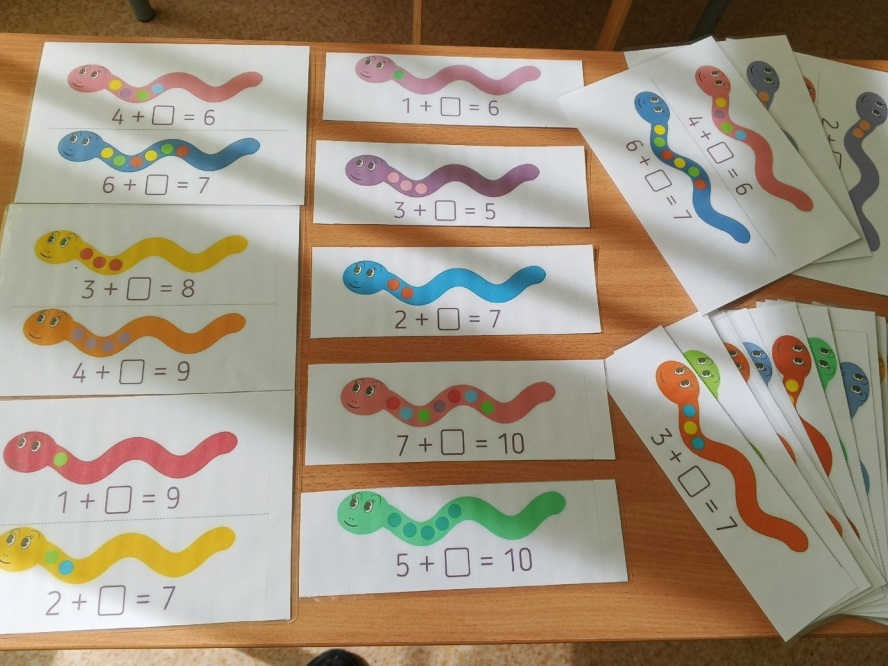 4 + □ = 6
6 + □ = 7
3 + □ = 8
4 + □ = 9
1 + □ = 9
2 + □ = 7
1 + □ = 6
3 + □ = 5
2 + □ = 7
7 + □ = 10
5 + □ = 10
4 + □ = 6
6 + □ = 7
2 +
3 + □ = 7